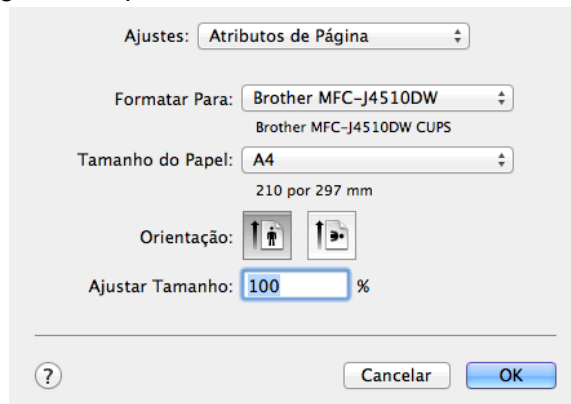 Ajustes: Atributos de Página
Formatar Para: Brother MFC-J4510DW
Brother MFC-J4510DW CUPS
Tamanho do Papel: A4
210 por 297 mm
Orientação:
Ajustar Tamanho: 100 %
? Cancelar OK